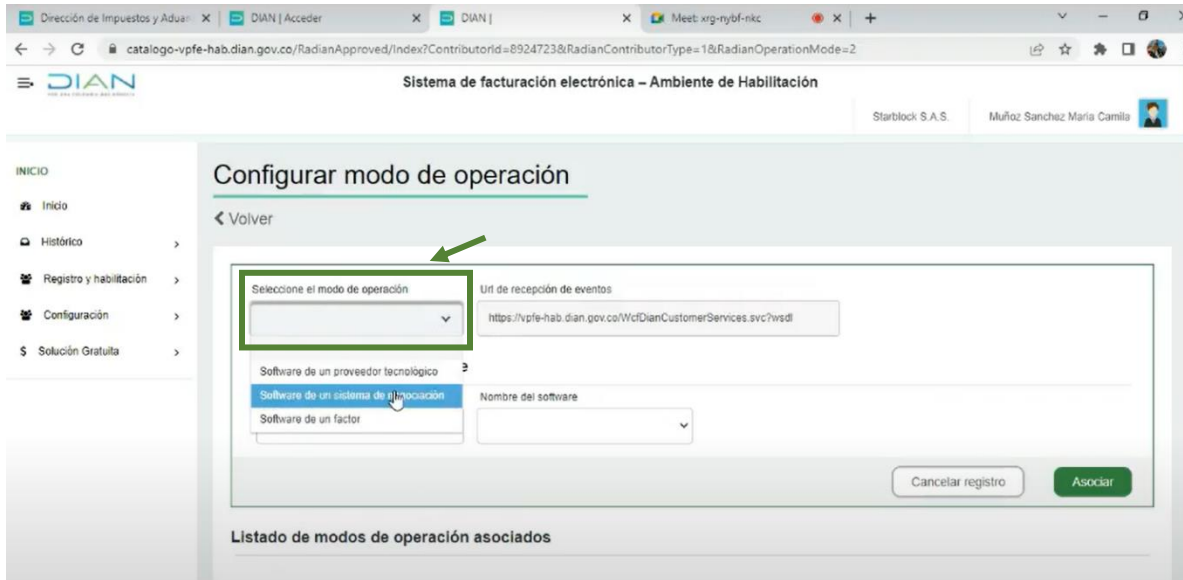 Dirección de Impuestos y Aduan
DIAN | Acceder
DIAN |
Meet: xrg-nybf-nkc
catalogo-vpfe-hab.dian.gov.co/RadianApproved/Index?ContributorId=8924723&RadianContributorType=1&RadianOperationMode=2
DIAN
Sistema de facturación electrónica – Ambiente de Habilitación
Starblock S.A.S.
Muñoz Sanchez Maria Camila
INICIO
Inicio
Histórico
Registro y habilitación
Configuración
$ Solución Gratuita
Configurar modo de operación
Volver
Seleccione el modo de operación
Url de recepción de eventos
https://vpfe-hab.dian.gov.co/WcfDianCustomerServices.svc?wsdl
Software de un proveedor tecnológico
Software de un sistema de negociación
Software de un factor
Nombre del software
Cancelar registro
Asociar
Listado de modos de operación asociados